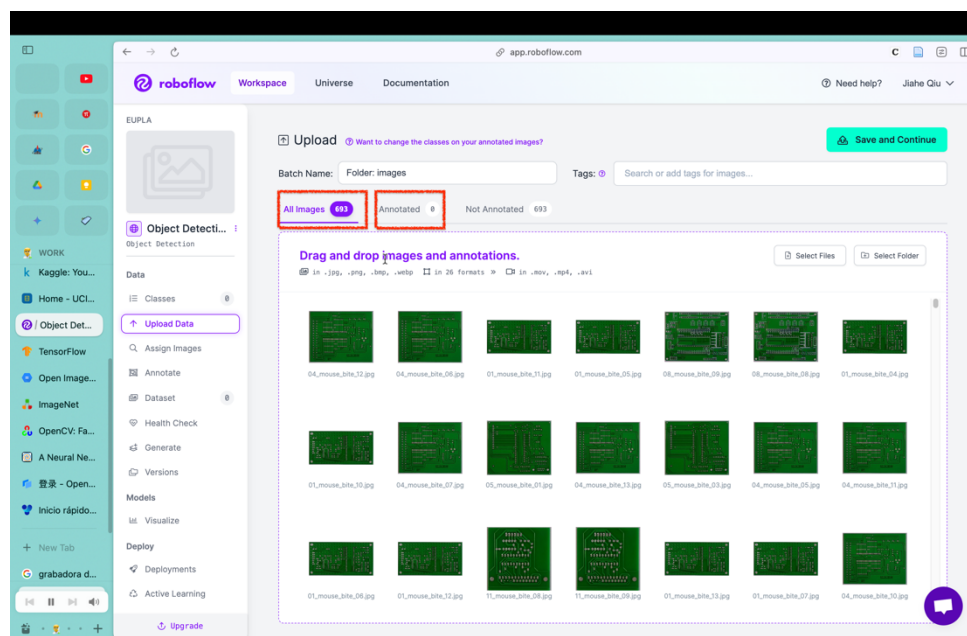 app.roboflow.com
roboflow
Workspace
Universe
Documentation
Need help?
Jiahe Qiu
WORK
Kaggle: You...
Home - UCI...
/ Object Det...
TensorFlow
Open Image...
ImageNet
OpenCV: Fa...
A Neural Ne...
登录 - Open...
Inicio rápido...
+ New Tab
grabadora d...
EUPLA
Object Detecti...
Object Detection
Data
Classes 0
Upload Data
Assign Images
Annotate
Dataset 0
Health Check
Generate
Versions
Models
Visualize
Deploy
Deployments
Active Learning
Upgrade
Upload
Want to change the classes on your annotated images?
Save and Continue
Batch Name:
Folder: images
Tags:
Search or add tags for images...
All Images 693
Annotated 0
Not Annotated 693
Drag and drop images and annotations.
in .jpg, .png, .bmp, .webp in 26 formats » in .mov, .mp4, .avi
Select Files
Select Folder
04_mouse_bite_12.jpg 04_mouse_bite_06.jpg 01_mouse_bite_11.jpg 01_mouse_bite_05.jpg 08_mouse_bite_09.jpg 08_mouse_bite_08.jpg 01_mouse_bite_04.jpg
01_mouse_bite_10.jpg 04_mouse_bite_07.jpg 05_mouse_bite_01.jpg 04_mouse_bite_13.jpg 05_mouse_bite_03.jpg 04_mouse_bite_05.jpg 04_mouse_bite_11.jpg
01_mouse_bite_06.jpg 01_mouse_bite_12.jpg 11_mouse_bite_08.jpg 11_mouse_bite_09.jpg 01_mouse_bite_13.jpg 01_mouse_bite_07.jpg 04_mouse_bite_10.jpg